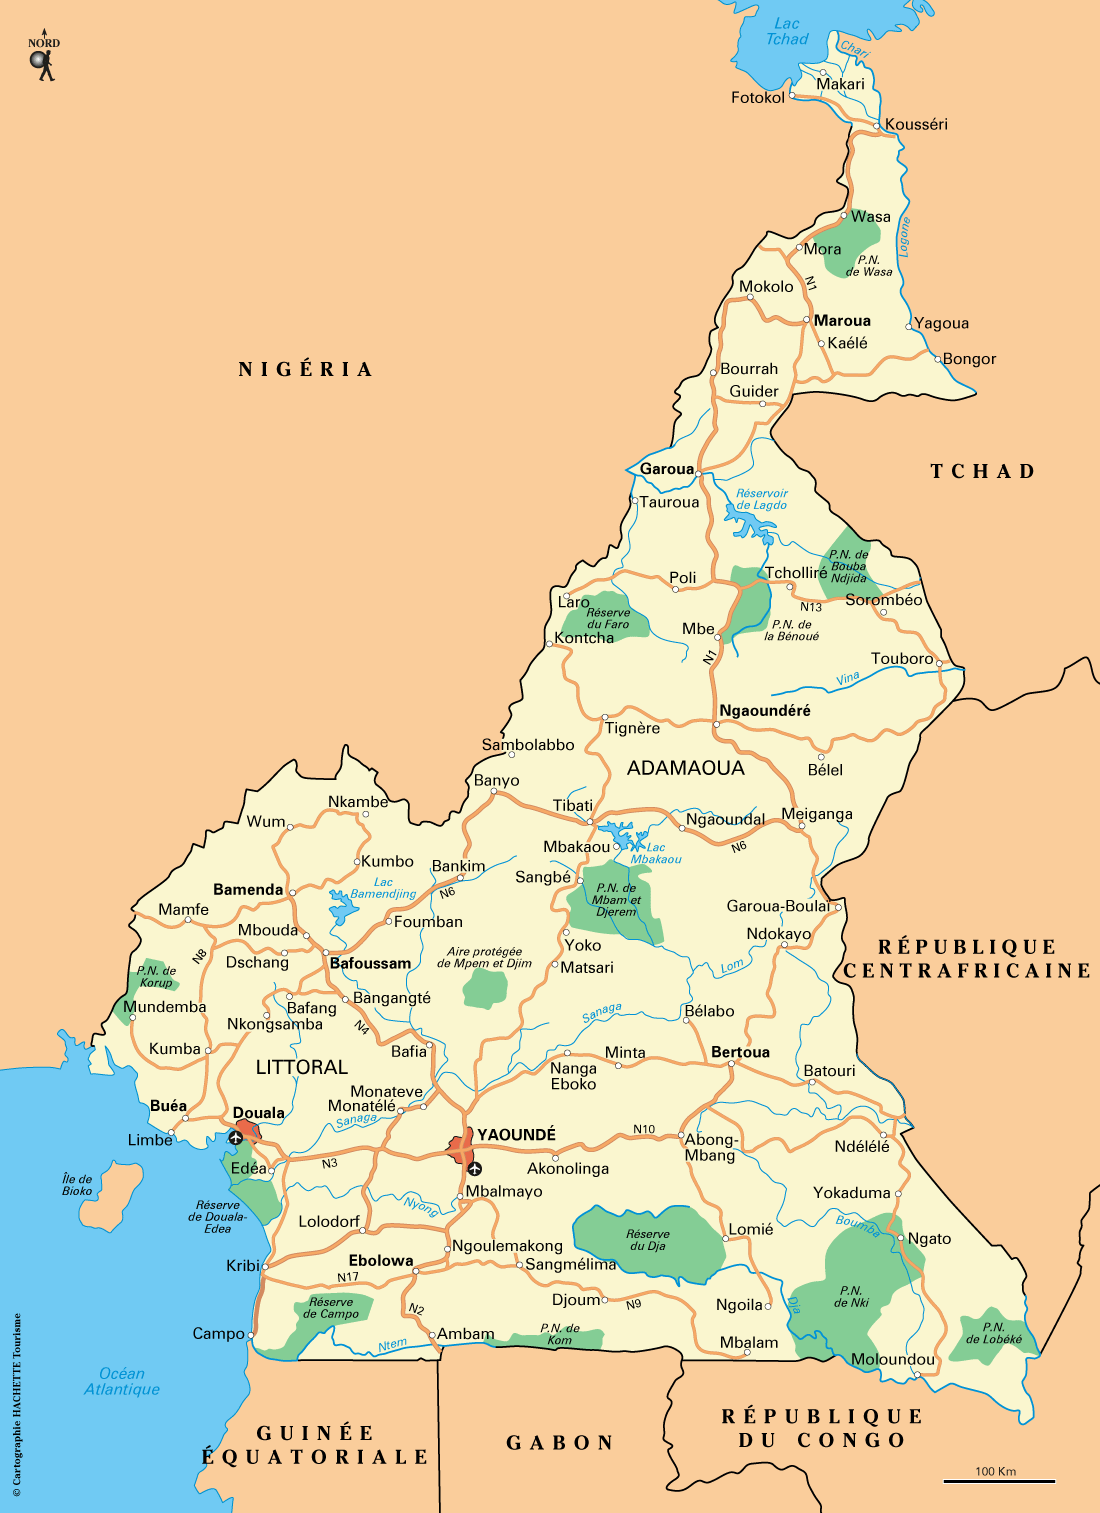 Lac
Tchad
Chari
NORD
Makari
Fotokol
Kousséri
Wasa
Logone
Mora
P.N.
de Wasa
N1
Mokolo
Maroua
Yagoua
Kaélé
Bongor
NIGÉRIA
Bourrah
Guider
TCHAD
Garoua
Réservoir
de Lagdo
Tauroua
P.N. de
Bouba
Ndjida
Tcholliré
Poli
Laro
N13
Sorombéo
Réserve
du Faro
Mbe
P.N. de
la Bénoué
Kontcha
N1
Touboro
Vina
Ngaoundéré
Tignère
Sambolabbo
ADAMAOUA
Bélel
Banyo
Nkambe
Tibati
Wum
Ngaoundal
Meiganga
Mbakaou
Lac
Mbakaou
N6
Kumbo
Bankim
Sangbé
Lac
Bamendjing
N6
Bamenda
P.N. de
Mbam et
Djerem
Garoua-Boulaï
Mamfe
Foumban
Mbouda
Ndokayo
Yoko
RÉPUBLIQUE
CENTRAFRICAINE
N8
Aire protégée
de Mpem et Djim
Dschang
Bafoussam
Matsari
Lom
P.N. de
Korup
Bangangté
Mundemba
Bafang
Nkongsamba
Sanaga
Bélabo
N4
Kumba
Bafia
Minta
Bertoua
LITTORAL
Nanga
Eboko
Batouri
Monateve
Monatélé
Buéa
Douala
Sanaga
YAOUNDÉ
N10
Limbe
Abong-
Mbang
Ndélélé
N3
Edéa
Akonolinga
Île de
Bioko
Mbalmayo
Yokaduma
Réserve
de Douala-
Edea
Nyong
Lolodorf
Boumba
Lomié
Réserve
du Dja
Ngato
Ngoulemakong
Ebolowa
Kribi
Sangmélima
N17
P.N.
de Nki
Djoum
N9
Ngoila
Dja
Réserve
de Campo
N2
P.N.
de Lobéké
Campo
Ambam
P.N. de
Kom
Ntem
Mbalam
Moloundou
Océan
Atlantique
GUINÉE
ÉQUATORIALE
GABON
RÉPUBLIQUE
DU CONGO
100 Km
© Cartographie HACHETTE Tourisme